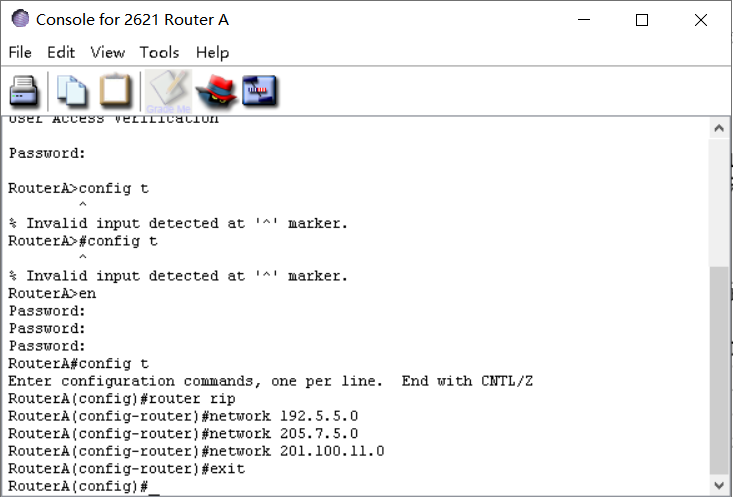 Console for 2621 Router A
File Edit View Tools Help
Grade Me
User Access Verification
Password:
RouterA>config t
^
% Invalid input detected at '^' marker.
RouterA>#config t
^
% Invalid input detected at '^' marker.
RouterA>en
Password:
Password:
Password:
RouterA#config t
Enter configuration commands, one per line.  End with CNTL/Z
RouterA(config)#router rip
RouterA(config-router)#network 192.5.5.0
RouterA(config-router)#network 205.7.5.0
RouterA(config-router)#network 201.100.11.0
RouterA(config-router)#exit
RouterA(config)#_